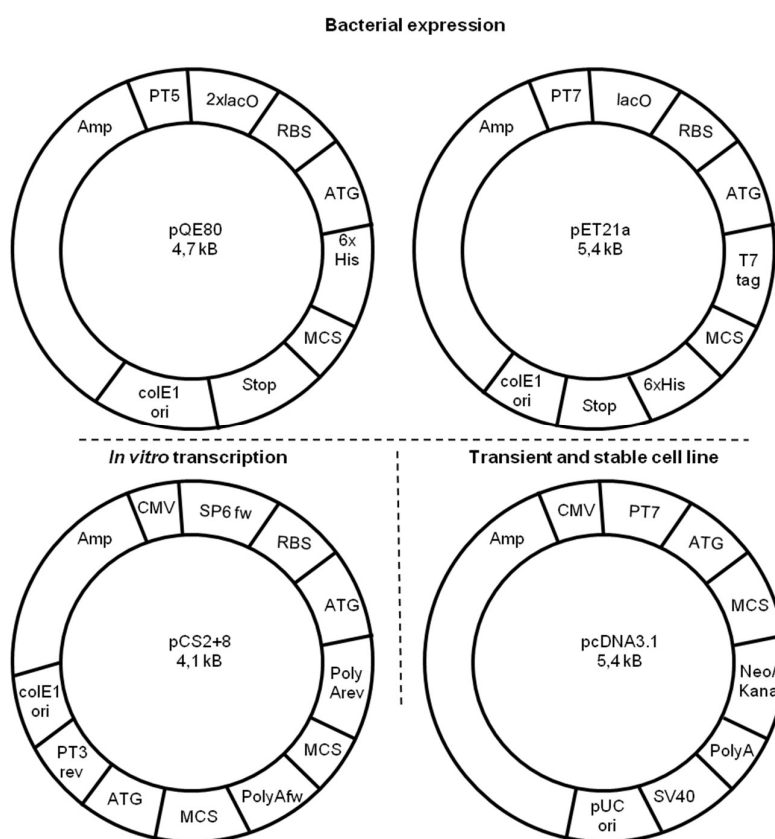 Bacterial expression
Amp
PT5
2xlacO
RBS
ATG
6x
His
MCS
Stop
colE1
ori
pQE80
4,7 kB
Amp
PT7
lacO
RBS
ATG
T7
tag
MCS
6xHis
Stop
colE1
ori
pET21a
5,4 kB
In vitro transcription
Amp
CMV
SP6 fw
RBS
ATG
Poly
Arev
MCS
PolyAfw
MCS
ATG
PT3
rev
colE1
ori
pCS2+8
4,1 kB
Transient and stable cell line
Amp
CMV
PT7
ATG
MCS
Neo/
Kana
PolyA
SV40
pUC
ori
pcDNA3.1
5,4 kB